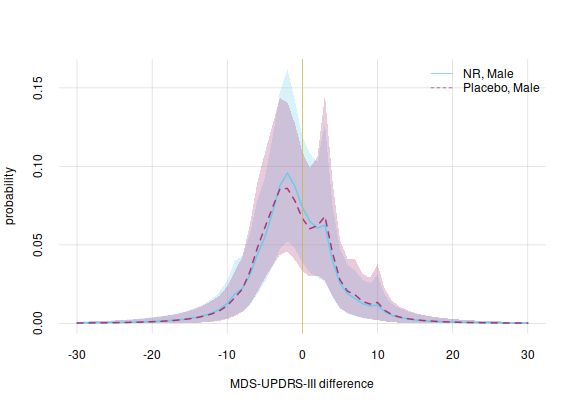 NR, Male
Placebo, Male
probability
0.15
0.10
0.05
0.00
-30 -20 -10 0 10 20 30
MDS-UPDRS-III difference